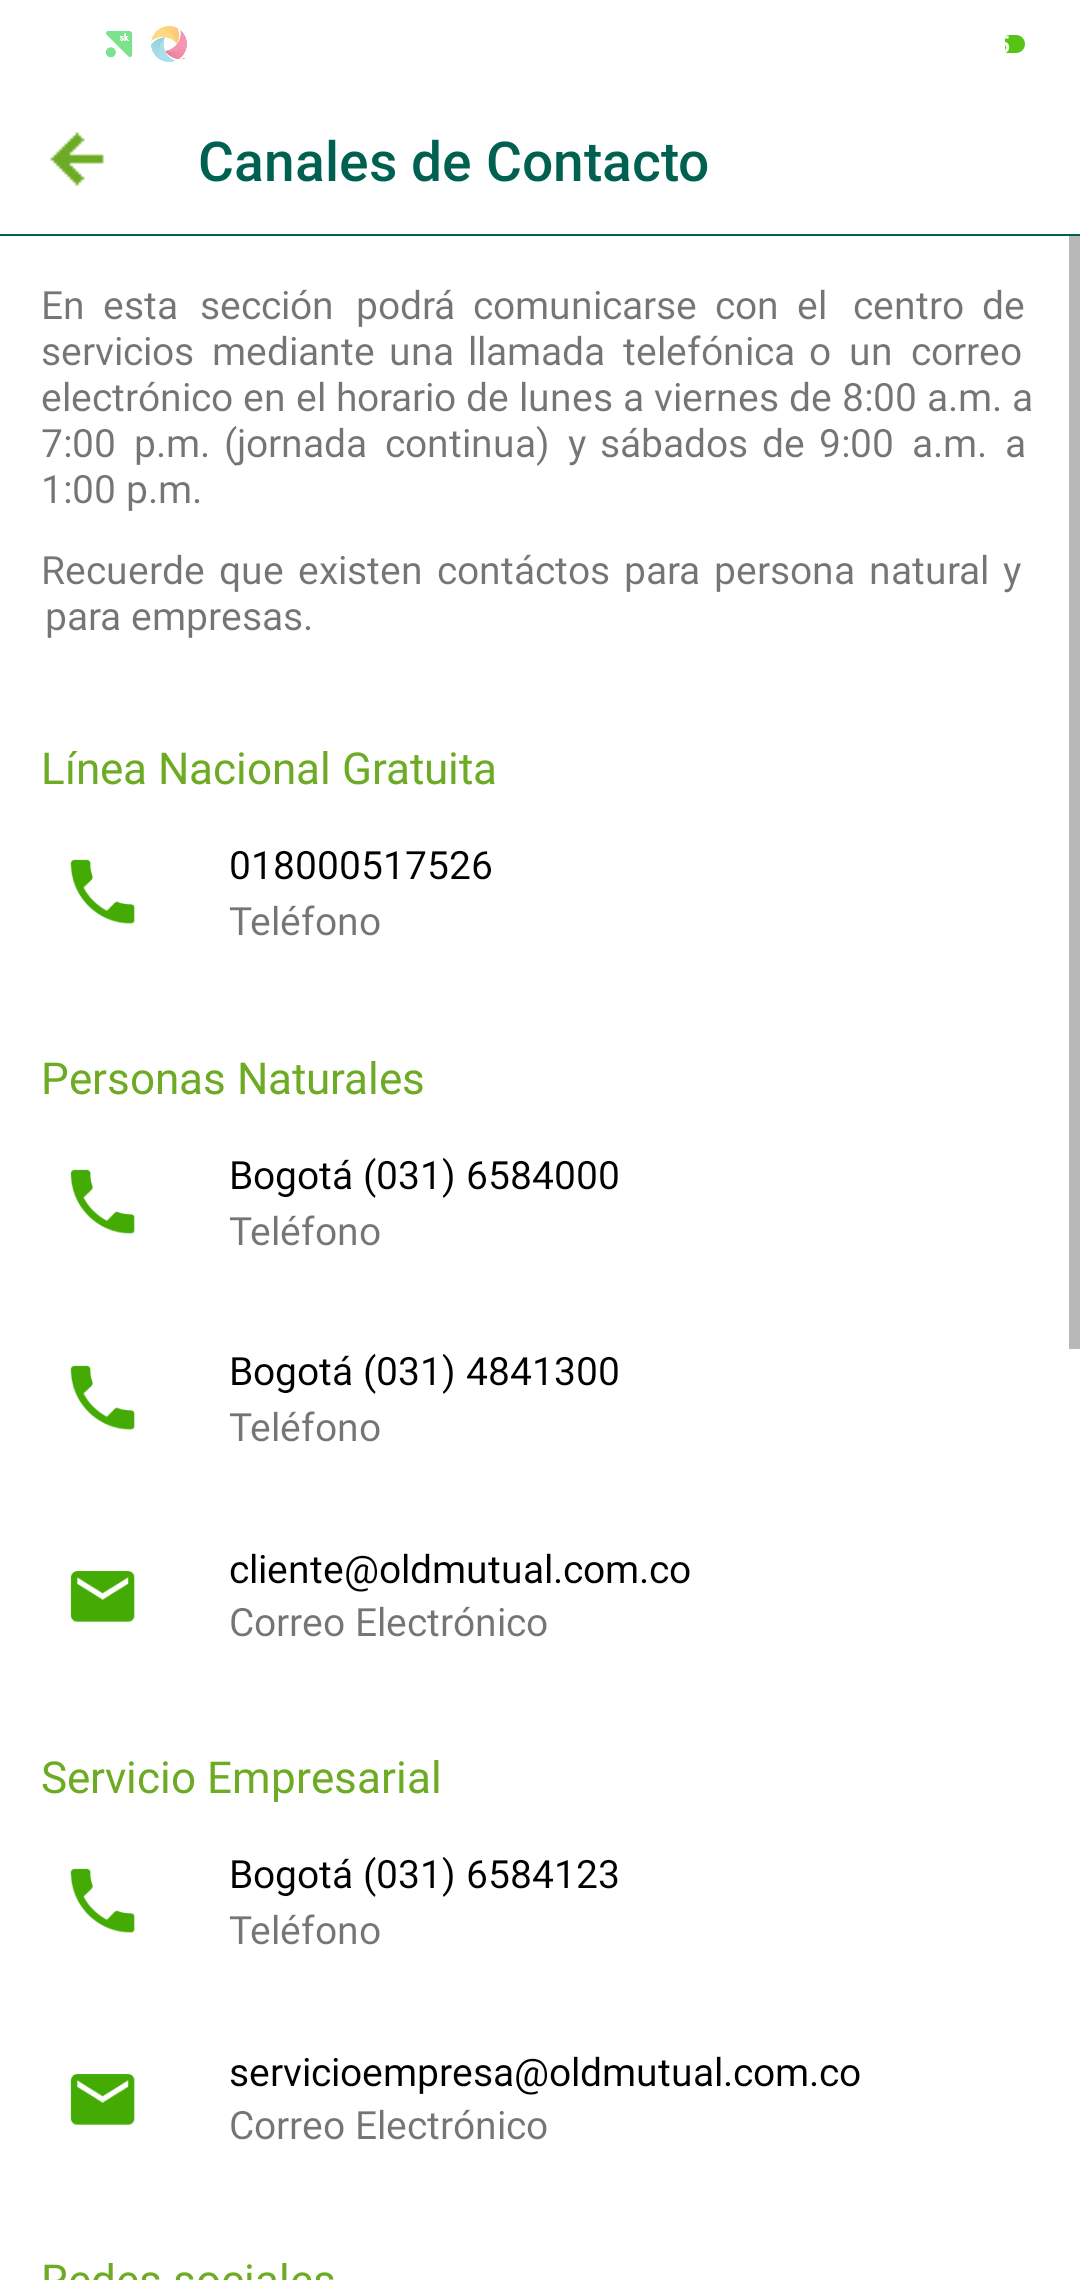 Canales de Contacto
En esta sección podrá comunicarse con el centro de
servicios mediante una llamada telefónica o un correo
electrónico en el horario de lunes a viernes de 8:00 a.m. a
7:00 p.m. (jornada continua) y sábados de 9:00 a.m. a
1:00 p.m.
Recuerde que existen contáctos para persona natural y
para empresas.
Línea Nacional Gratuita
018000517526
Teléfono
Personas Naturales
Bogotá (031) 6584000
Teléfono
Bogotá (031) 4841300
Teléfono
cliente@oldmutual.com.co
Correo Electrónico
Servicio Empresarial
Bogotá (031) 6584123
Teléfono
servicioempresa@oldmutual.com.co
Correo Electrónico
Redes sociales